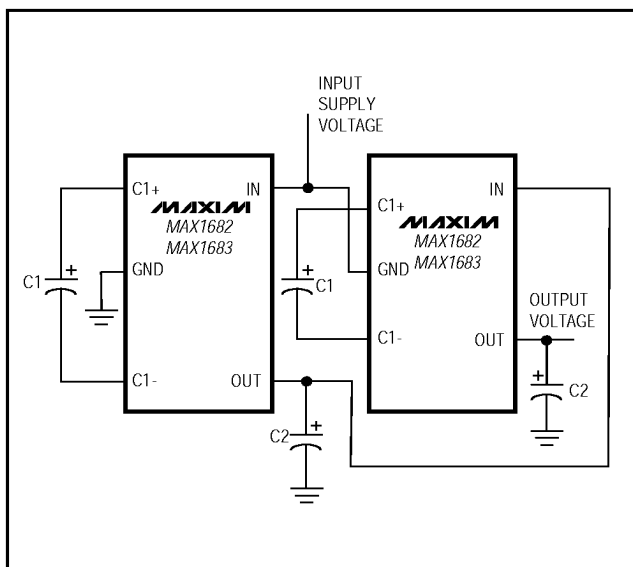 INPUT
SUPPLY
VOLTAGE
C1+
IN
MAXIM
MAX1682
MAX1683
GND
C1
C1-
OUT
C2
C1+
IN
MAXIM
MAX1682
MAX1683
GND
C1
C1-
OUT
OUTPUT
VOLTAGE
C2
+
+
+
+